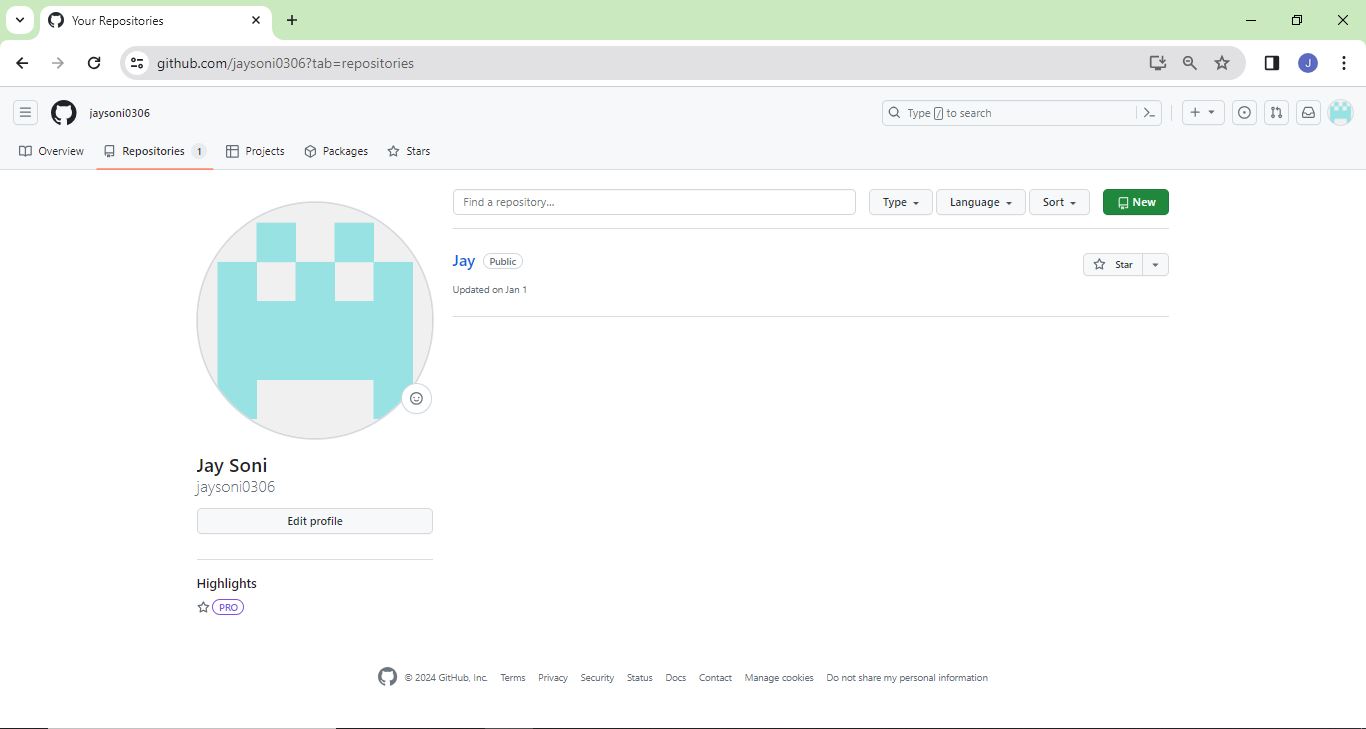 Your Repositories
github.com/jaysoni0306?tab=repositories
J
jaysoni0306
Type / to search
Overview
Repositories 1
Projects
Packages
Stars
Find a repository...
Type
Language
Sort
New
Jay Public
Star
Updated on Jan 1
Jay Soni
jaysoni0306
Edit profile
Highlights
PRO
© 2024 GitHub, Inc. Terms Privacy Security Status Docs Contact Manage cookies Do not share my personal information